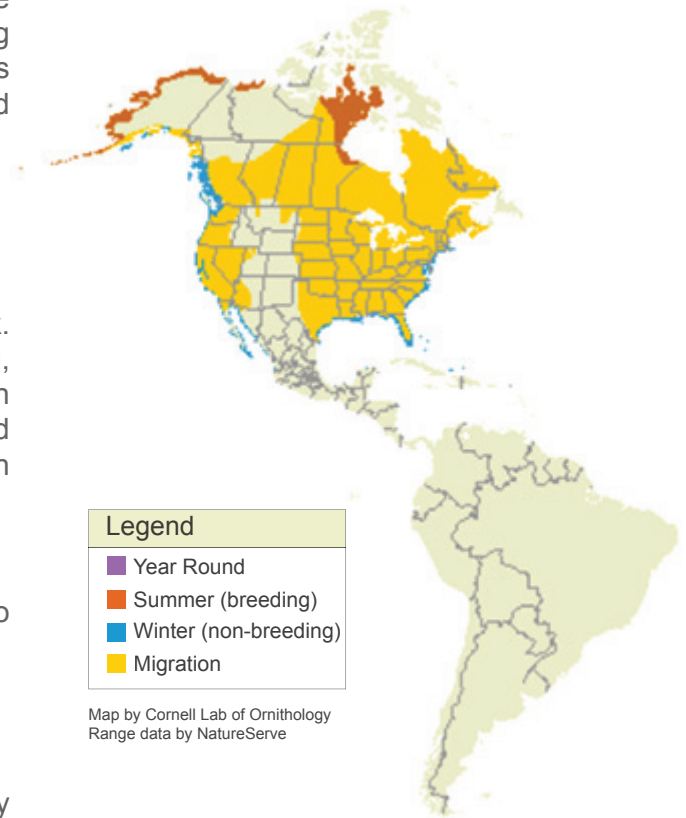 Legend
Year Round
Summer (breeding)
Winter (non-breeding)
Migration
Map by Cornell Lab of Ornithology
Range data by NatureServe